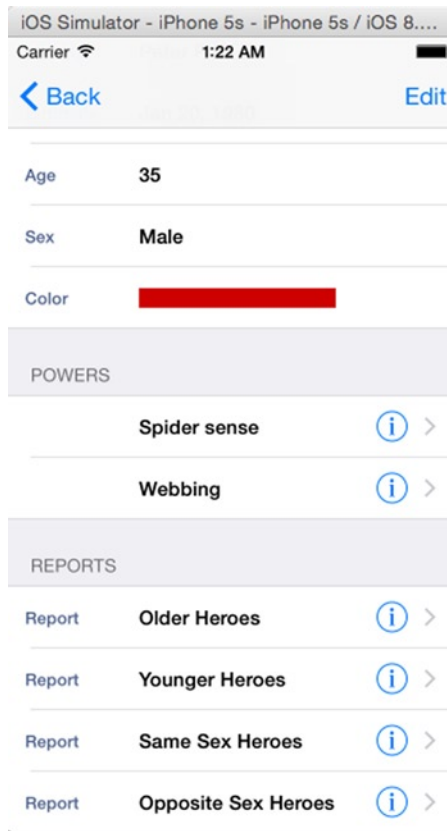 iOS Simulator - iPhone 5s - iPhone 5s / iOS 8....
Carrier 1:22 AM
Back Edit
Age 35
Sex Male
Color
POWERS
Spider sense
Webbing
REPORTS
Report Older Heroes
Report Younger Heroes
Report Same Sex Heroes
Report Opposite Sex Heroes